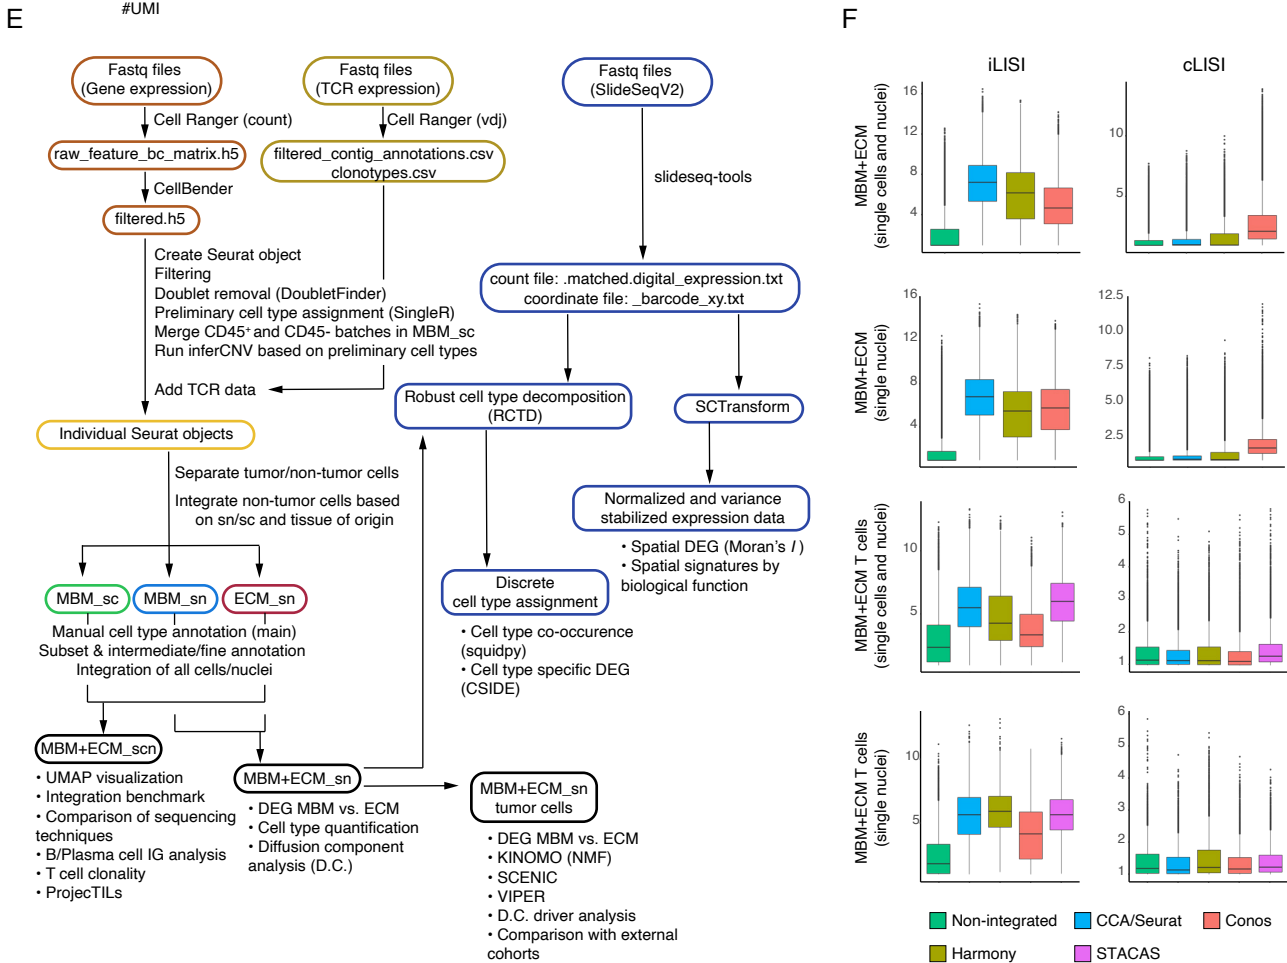 #UMI
E
Fastq files
(Gene expression)
Cell Ranger (count)
raw_feature_bc_matrix.h5
CellBender
filtered.h5
Fastq files
(TCR expression)
Cell Ranger (vdj)
filtered_contig_annotations.csv
clonotypes.csv
Create Seurat object
Filtering
Doublet removal (DoubletFinder)
Preliminary cell type assignment (SingleR)
Merge CD45⁺ and CD45- batches in MBM_sc
Run inferCNV based on preliminary cell types
Add TCR data
Individual Seurat objects
Separate tumor/non-tumor cells
Integrate non-tumor cells based
on sn/sc and tissue of origin
MBM_sc
MBM_sn
ECM_sn
Manual cell type annotation (main)
Subset & intermediate/fine annotation
Integration of all cells/nuclei
MBM+ECM_scn
• UMAP visualization
• Integration benchmark
• Comparison of sequencing
techniques
• B/Plasma cell IG analysis
• T cell clonality
• ProjecTILs
MBM+ECM_sn
• DEG MBM vs. ECM
• Cell type quantification
• Diffusion component
analysis (D.C.)
MBM+ECM_sn
tumor cells
• DEG MBM vs. ECM
• KINOMO (NMF)
• SCENIC
• VIPER
• D.C. driver analysis
• Comparison with external
cohorts
Fastq files
(SlideSeqV2)
slideseq-tools
count file: .matched.digital_expression.txt
coordinate file: _barcode_xy.txt
Robust cell type decomposition
(RCTD)
SCTransform
Normalized and variance
stabilized expression data
• Spatial DEG (Moran's I )
• Spatial signatures by
biological function
Discrete
cell type assignment
• Cell type co-occurence
(squidpy)
• Cell type specific DEG
(CSIDE)
F
iLISI
cLISI
MBM+ECM
(single cells and nuclei)
16
12
8
4
10
5
MBM+ECM
(single nuclei)
16
12
8
4
12.5
10.0
7.5
5.0
2.5
MBM+ECM T cells
(single cells and nuclei)
10
5
6
5
4
3
2
1
MBM+ECM T cells
(single nuclei)
10
5
6
5
4
3
2
1
Non-integrated
CCA/Seurat
Conos
Harmony
STACAS